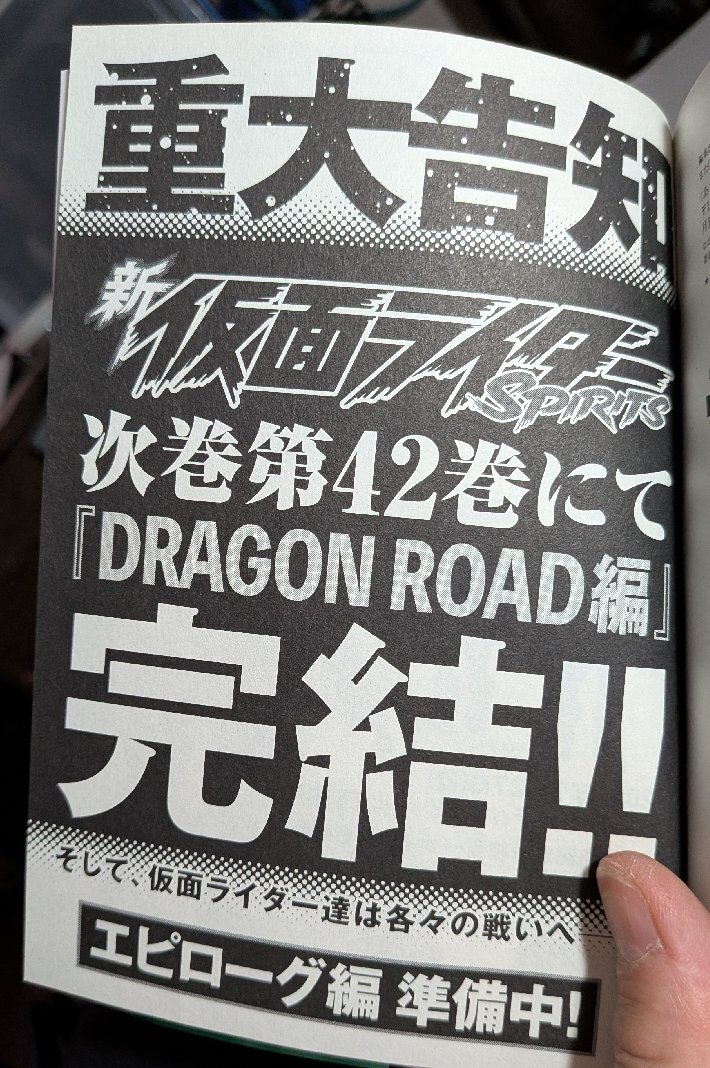 重大告知
新 仮面ライダー
SPIRITS
次巻第42巻にて
『DRAGON ROAD編』
完結!!
そして、仮面ライダー達は各々の戦いへ――
エピローグ編 準備中!